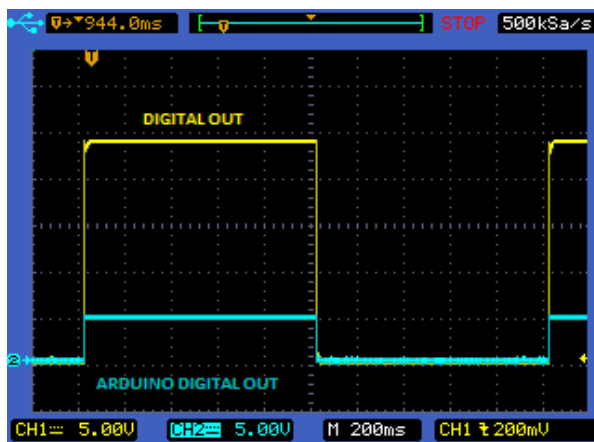 944.0ms STOP 500kSa/s
DIGITAL OUT
2
ARDUINO DIGITAL OUT
CH1 5.00V CH2 5.00V M 200ms CH1 200mV